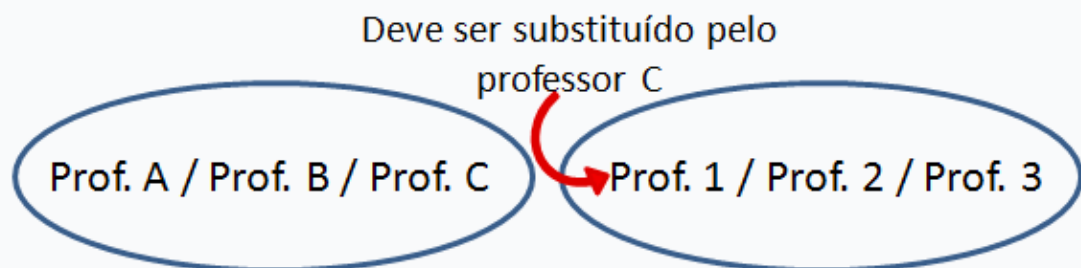 Deve ser substituído pelo
professor C
Prof. A / Prof. B / Prof. C
Prof. 1 / Prof. 2 / Prof. 3